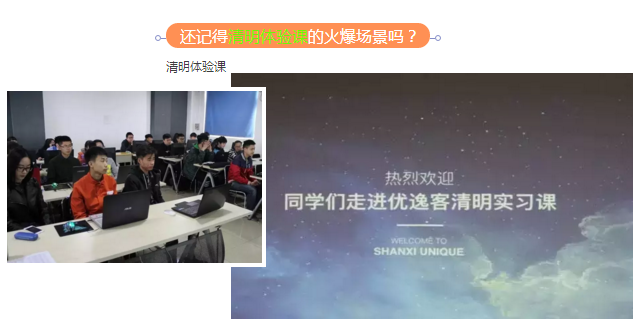 还记得清明体验课的火爆场景吗？
清明体验课
热烈欢迎
同学们走进优逸客清明实习课
WELCOME TO
SHANXI UNIQUE